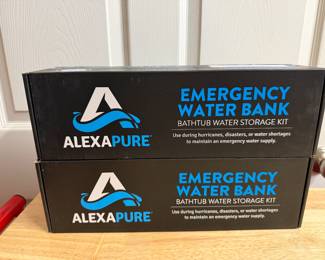 ALEXAPURE
EMERGENCY
WATER BANK
BATHTUB WATER STORAGE KIT
Use during hurricanes, disasters, or water shortages
to maintain an emergency water supply.
ALEXAPURE
EMERGENCY
WATER BANK
BATHTUB WATER STORAGE KIT
Use during hurricanes, disasters, or water shortages
to maintain an emergency water supply.